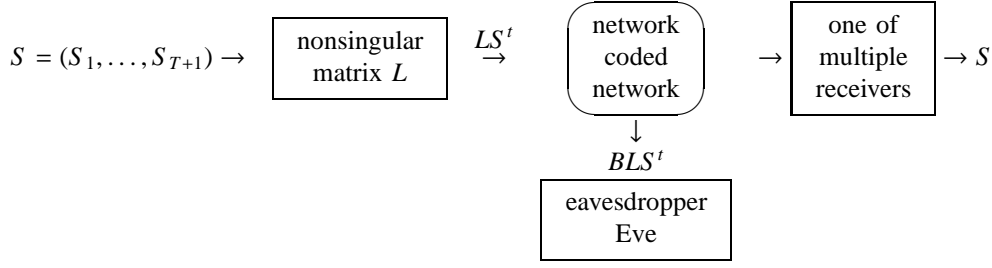 S = (S_1, ..., S_{T+1}) → nonsingular matrix L
LS^t
→
network
coded
network
→ one of
multiple
receivers
→ S
↓
BLS^t
eavesdropper
Eve